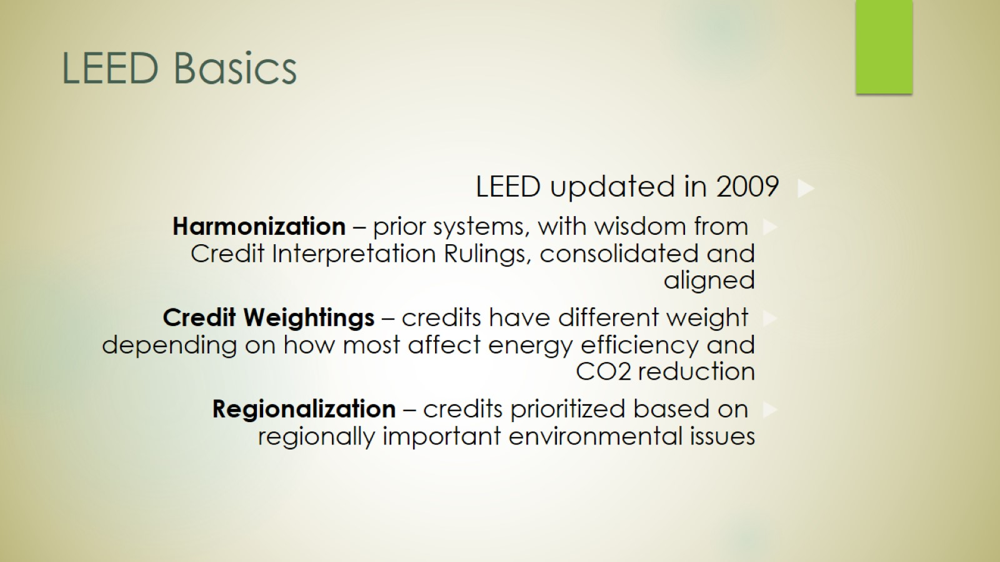 LEED Basics
LEED updated in 2009
Harmonization – prior systems, with wisdom from
Credit Interpretation Rulings, consolidated and
aligned
Credit Weightings – credits have different weight
depending on how most affect energy efficiency and
CO2 reduction
Regionalization – credits prioritized based on
regionally important environmental issues